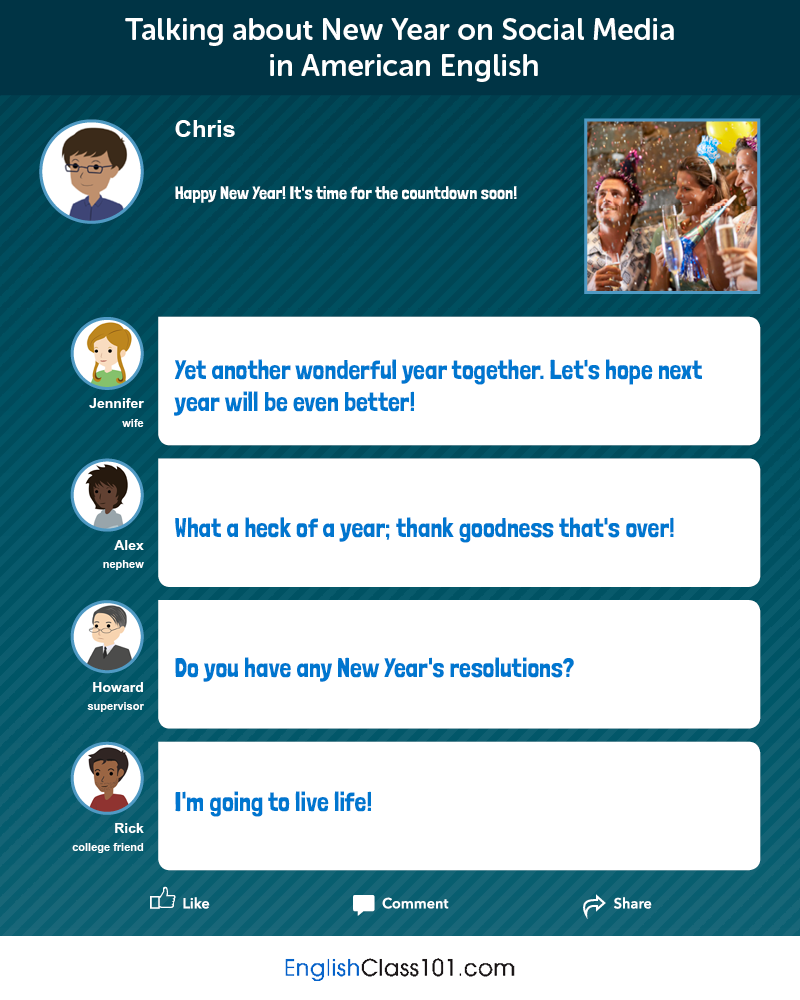 Talking about New Year on Social Media
in American English
Chris
Happy New Year! It's time for the countdown soon!
Jennifer
wife
Yet another wonderful year together. Let's hope next
year will be even better!
Alex
nephew
What a heck of a year; thank goodness that's over!
Howard
supervisor
Do you have any New Year's resolutions?
Rick
college friend
I'm going to live life!
Like
Comment
Share
EnglishClass101.com